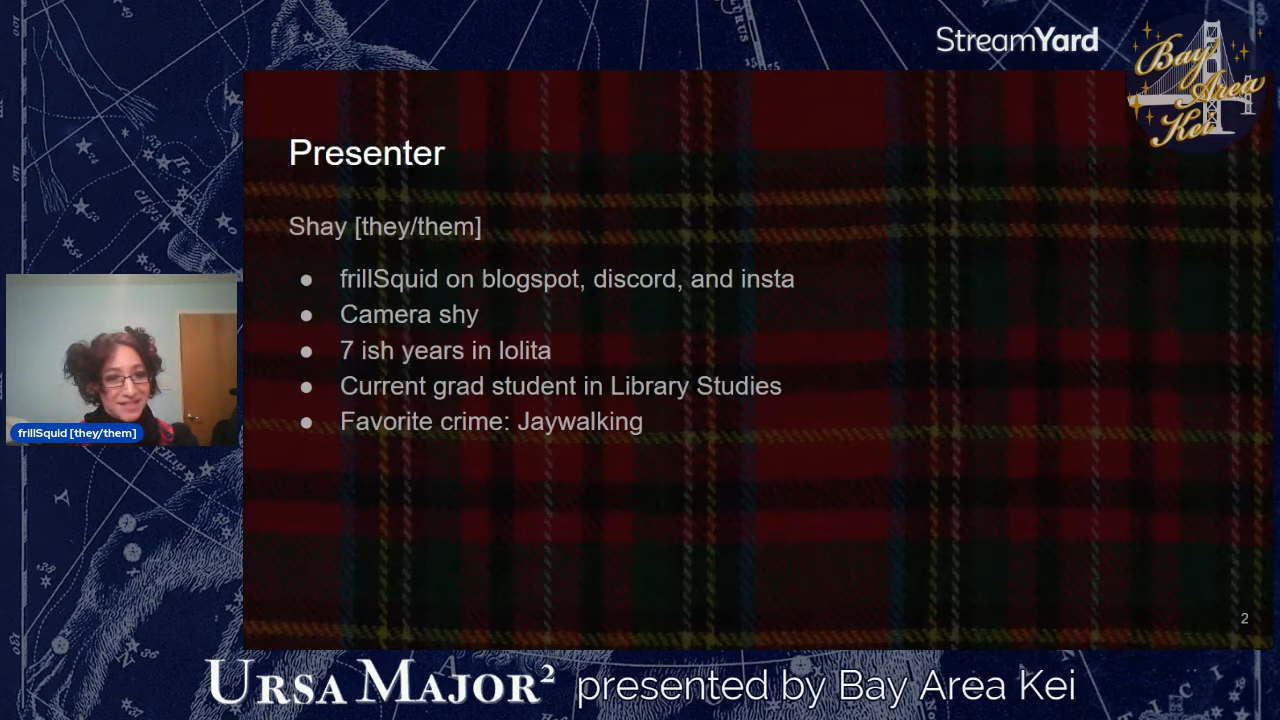 StreamYard
Bay
Area
Kei
Presenter
Shay [they/them]
● frillSquid on blogspot, discord, and insta
● Camera shy
● 7 ish years in lolita
● Current grad student in Library Studies
● Favorite crime: Jaywalking
frillSquid [they/them]
2
URSA MAJOR² presented by Bay Area Kei